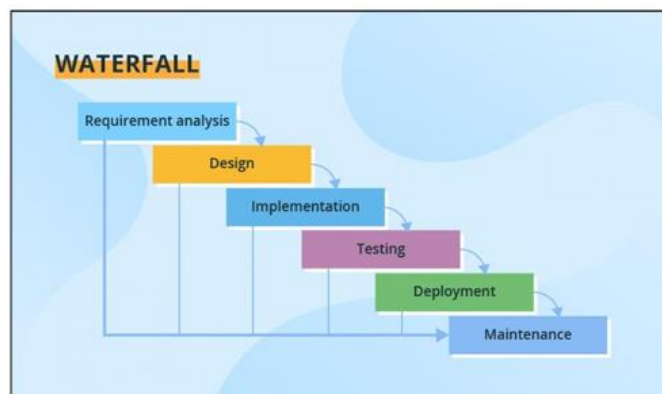 WATERFALL
Requirement analysis
Design
Implementation
Testing
Deployment
Maintenance